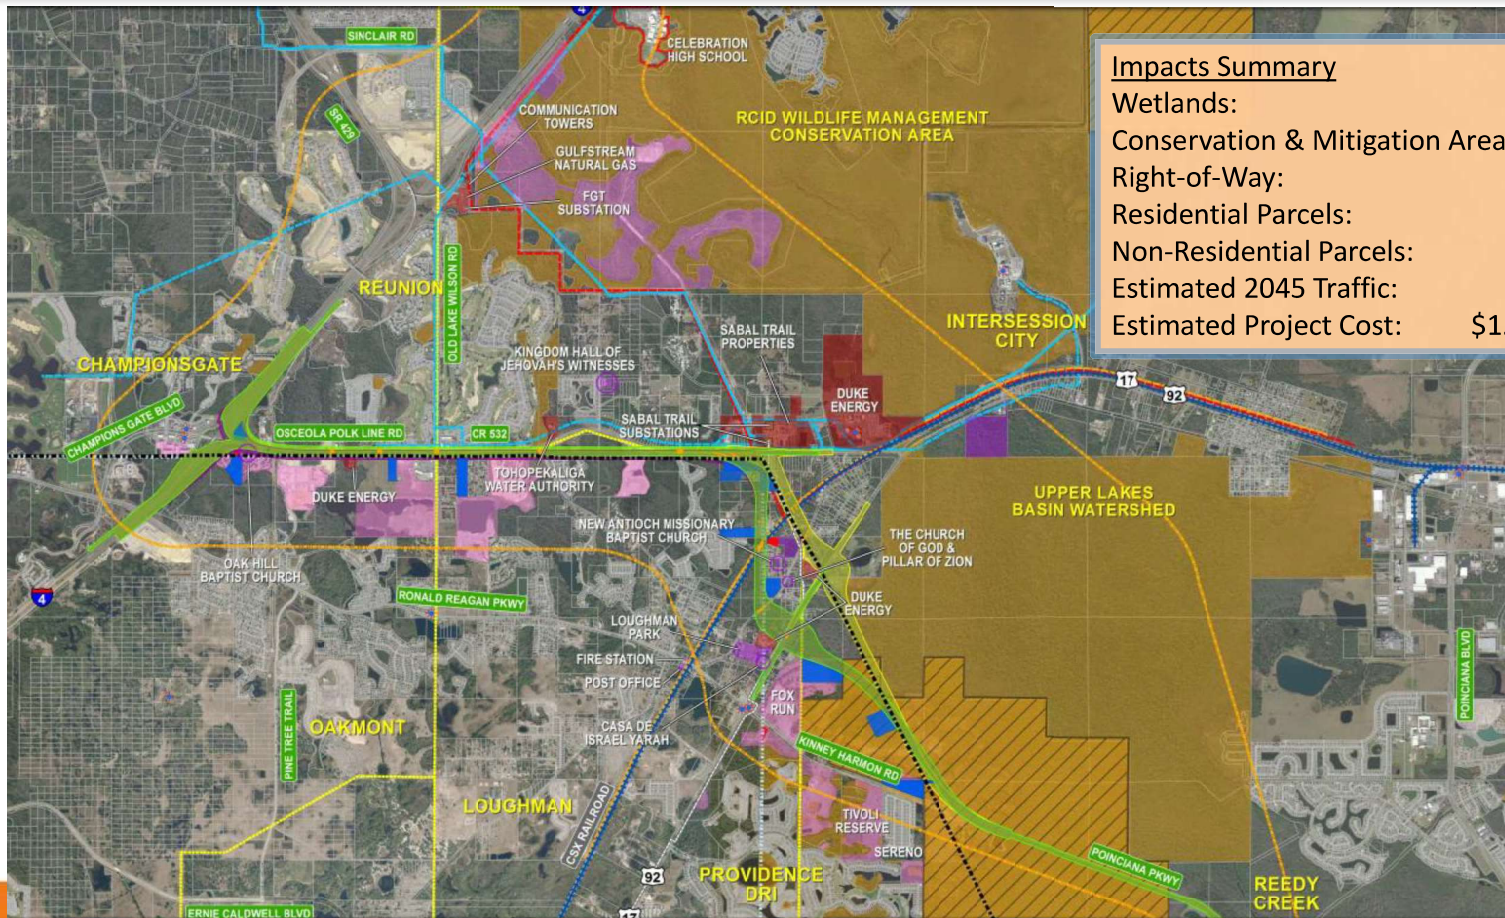 4
SINCLAIR RD
CELEBRATION
HIGH SCHOOL
Impacts Summary
Wetlands:
Conservation & Mitigation Area
Right-of-Way:
Residential Parcels:
Non-Residential Parcels:
Estimated 2045 Traffic:
Estimated Project Cost: $1
SR 429
COMMUNICATION
TOWERS
RCID WILDLIFE MANAGEMENT
CONSERVATION AREA
GULFSTREAM
NATURAL GAS
FGT
SUBSTATION
REUNION
OLD LAKE WILSON RD
INTERSESSION
CITY
CHAMPIONSGATE
KINGDOM HALL OF
JEHOVAH'S WITNESSES
SABAL TRAIL
PROPERTIES
DUKE
ENERGY
17
92
CHAMPIONS GATE BLVD
OSCEOLA POLK LINE RD
CR 532
SABAL TRAIL
SUBSTATIONS
TOHOPEKALIGA
WATER AUTHORITY
DUKE ENERGY
UPPER LAKES
BASIN WATERSHED
NEW ANTIOCH MISSIONARY
BAPTIST CHURCH
THE CHURCH
OF GOD &
PILLAR OF ZION
OAK HILL
BAPTIST CHURCH
4
RONALD REAGAN PKWY
DUKE
ENERGY
LOUGHMAN
PARK
FIRE STATION
POST OFFICE
FOX
RUN
POINCIANA BLVD
PINE TREE TRAIL
OAKMONT
CASA DE
ISRAEL YARAH
KINNEY HARMON RD
LOUGHMAN
CSX RAILROAD
TIVOLI
RESERVE
SERENO
POINCIANA PKWY
92
PROVIDENCE
DRI
REEDY
CREEK
ERNIE CALDWELL BLVD
17